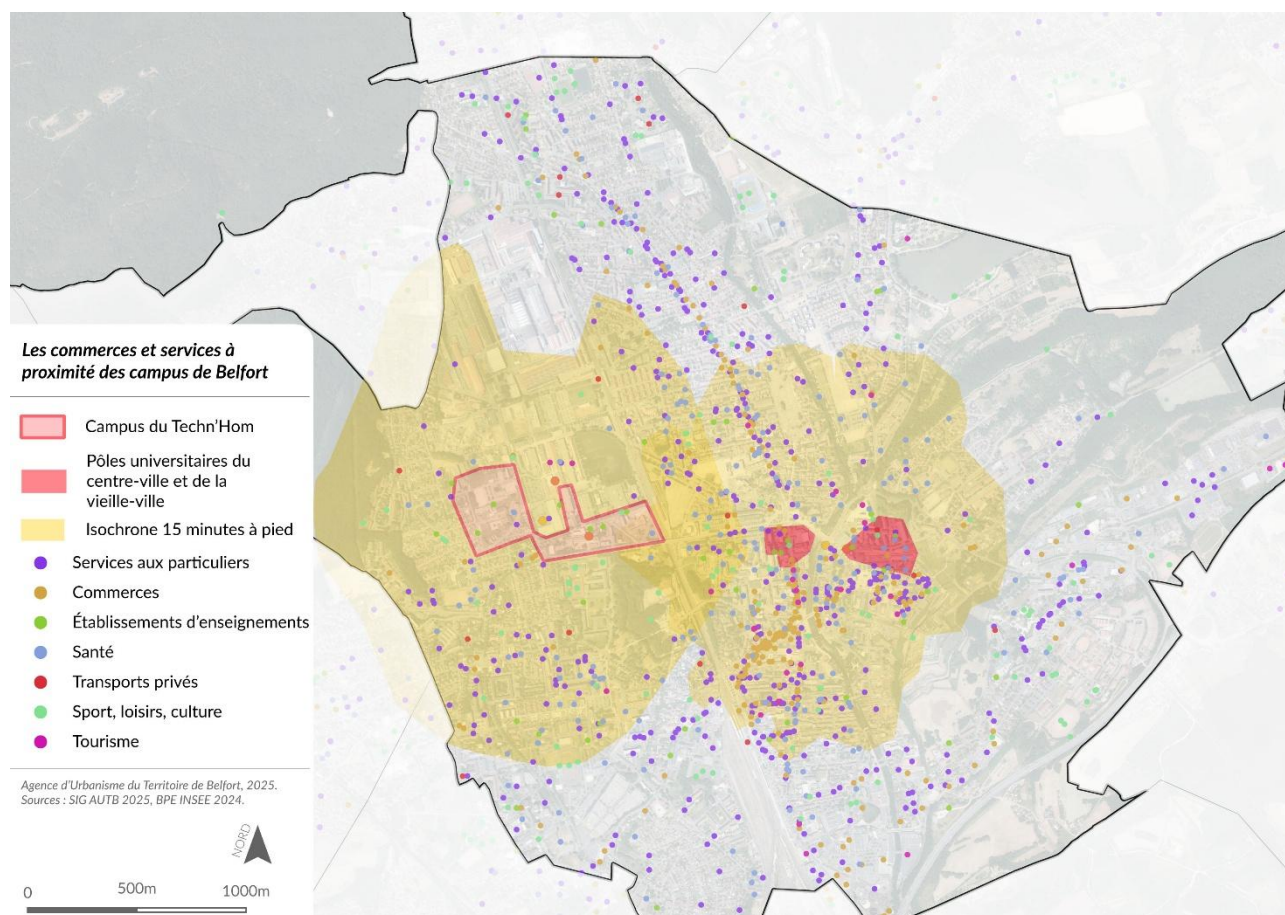 Les commerces et services à
proximité des campus de Belfort
Campus du Techn'Hom
Pôles universitaires du
centre-ville et de la
vieille-ville
Isochrone 15 minutes à pied
Services aux particuliers
Commerces
Établissements d'enseignements
Santé
Transports privés
Sport, loisirs, culture
Tourisme
Agence d'Urbanisme du Territoire de Belfort, 2025.
Sources : SIG AUTB 2025, BPE INSEE 2024.
NORD
0 500m 1000m